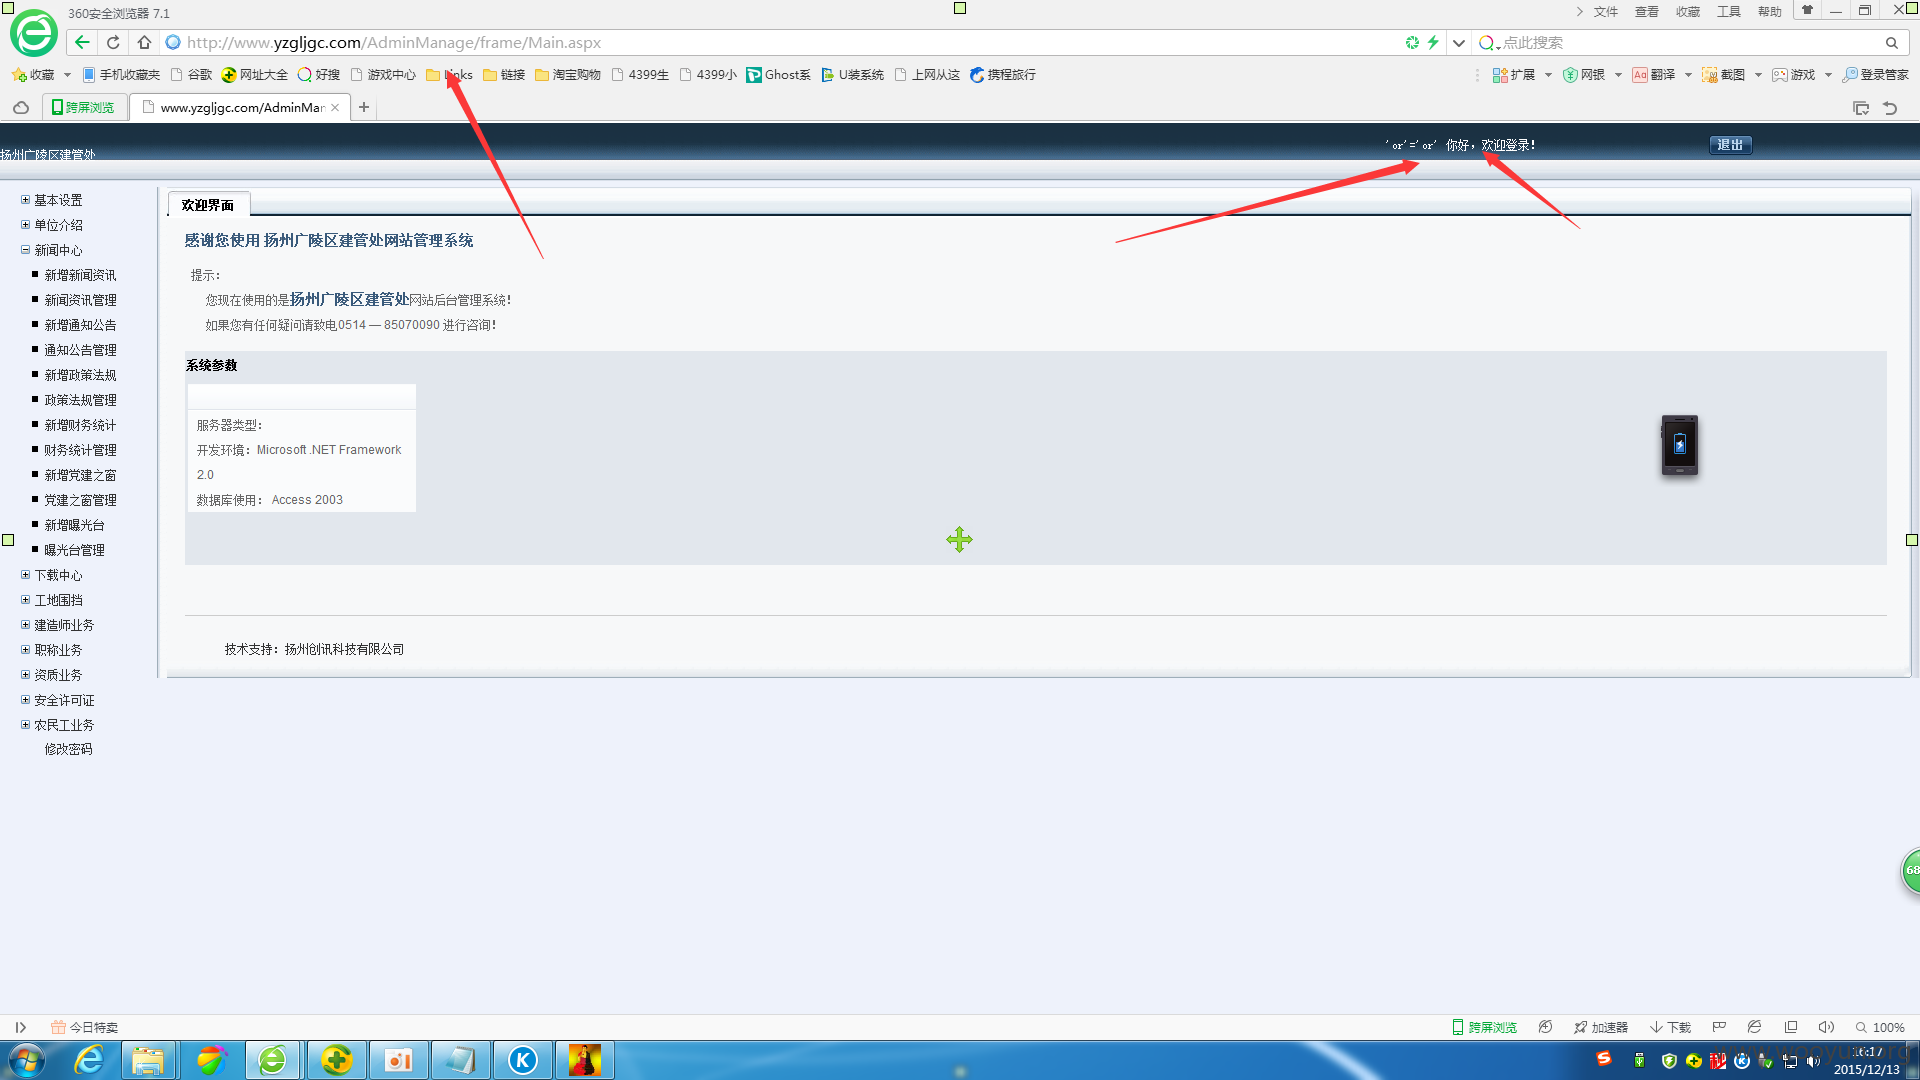 360安全浏览器 7.1
文件 查看 收藏 工具 帮助
http://www.yzgljgc.com/AdminManage/frame/Main.aspx
点此搜索
收藏 手机收藏夹 谷歌 网址大全 好搜 游戏中心 Links 链接 淘宝购物 4399生 4399小 Ghost系 U装系统 上网从这 携程旅行
扩展 网银 翻译 截图 游戏 登录管家
跨屏浏览 www.yzgljgc.com/AdminMar
扬州广陵区建管处
'or'='or' 你好，欢迎登录！
退出
基本设置
单位介绍
新闻中心
新增新闻资讯
新闻资讯管理
新增通知公告
通知公告管理
新增政策法规
政策法规管理
新增财务统计
财务统计管理
新增党建之窗
党建之窗管理
新增曝光台
曝光台管理
下载中心
工地围挡
建造师业务
职称业务
资质业务
安全许可证
农民工业务
修改密码
欢迎界面
感谢您使用 扬州广陵区建管处网站管理系统
提示：
您现在使用的是扬州广陵区建管处网站后台管理系统！
如果您有任何疑问请致电0514 — 85070090 进行咨询！
系统参数
服务器类型：
开发环境：Microsoft .NET Framework
2.0
数据库使用： Access 2003
技术支持：扬州创讯科技有限公司
68
今日特卖
跨屏浏览 加速器 下载 100%
www.wooyun.org
16:17
2015/12/13